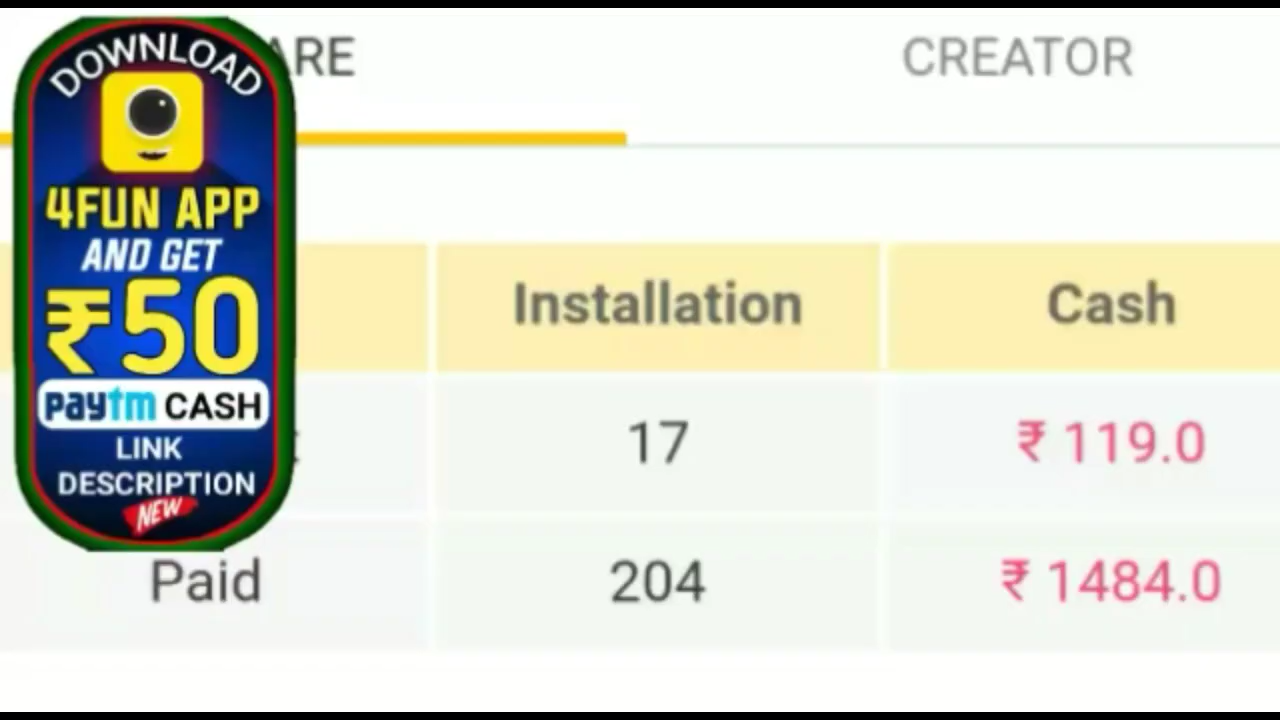 DOWNLOAD
4FUN APP
AND GET
₹50
paytm CASH
LINK
DESCRIPTION
NEW
ARE
CREATOR
Installation
Cash
17
₹ 119.0
Paid
204
₹ 1484.0